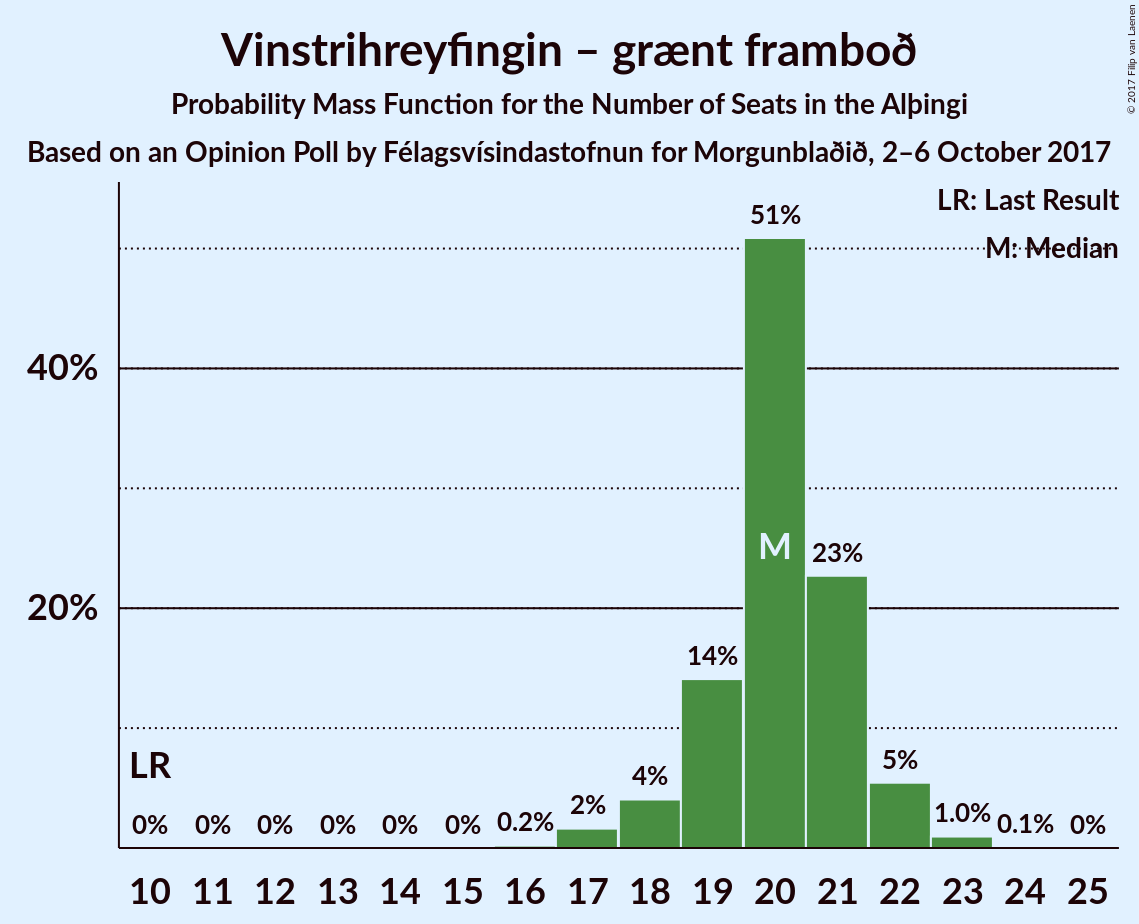 Vinstrihreyfingin – grænt framboð
Probability Mass Function for the Number of Seats in the Alþingi
Based on an Opinion Poll by Félagsvísindastofnun for Morgunblaðið, 2–6 October 2017
© 2017 Filip van Laenen
LR: Last Result
M: Median
51%
40%
M
23%
20%
14%
LR
5%
4%
2%
0% 0% 0% 0% 0% 0% 0.2% 1.0% 0.1% 0%
10 11 12 13 14 15 16 17 18 19 20 21 22 23 24 25